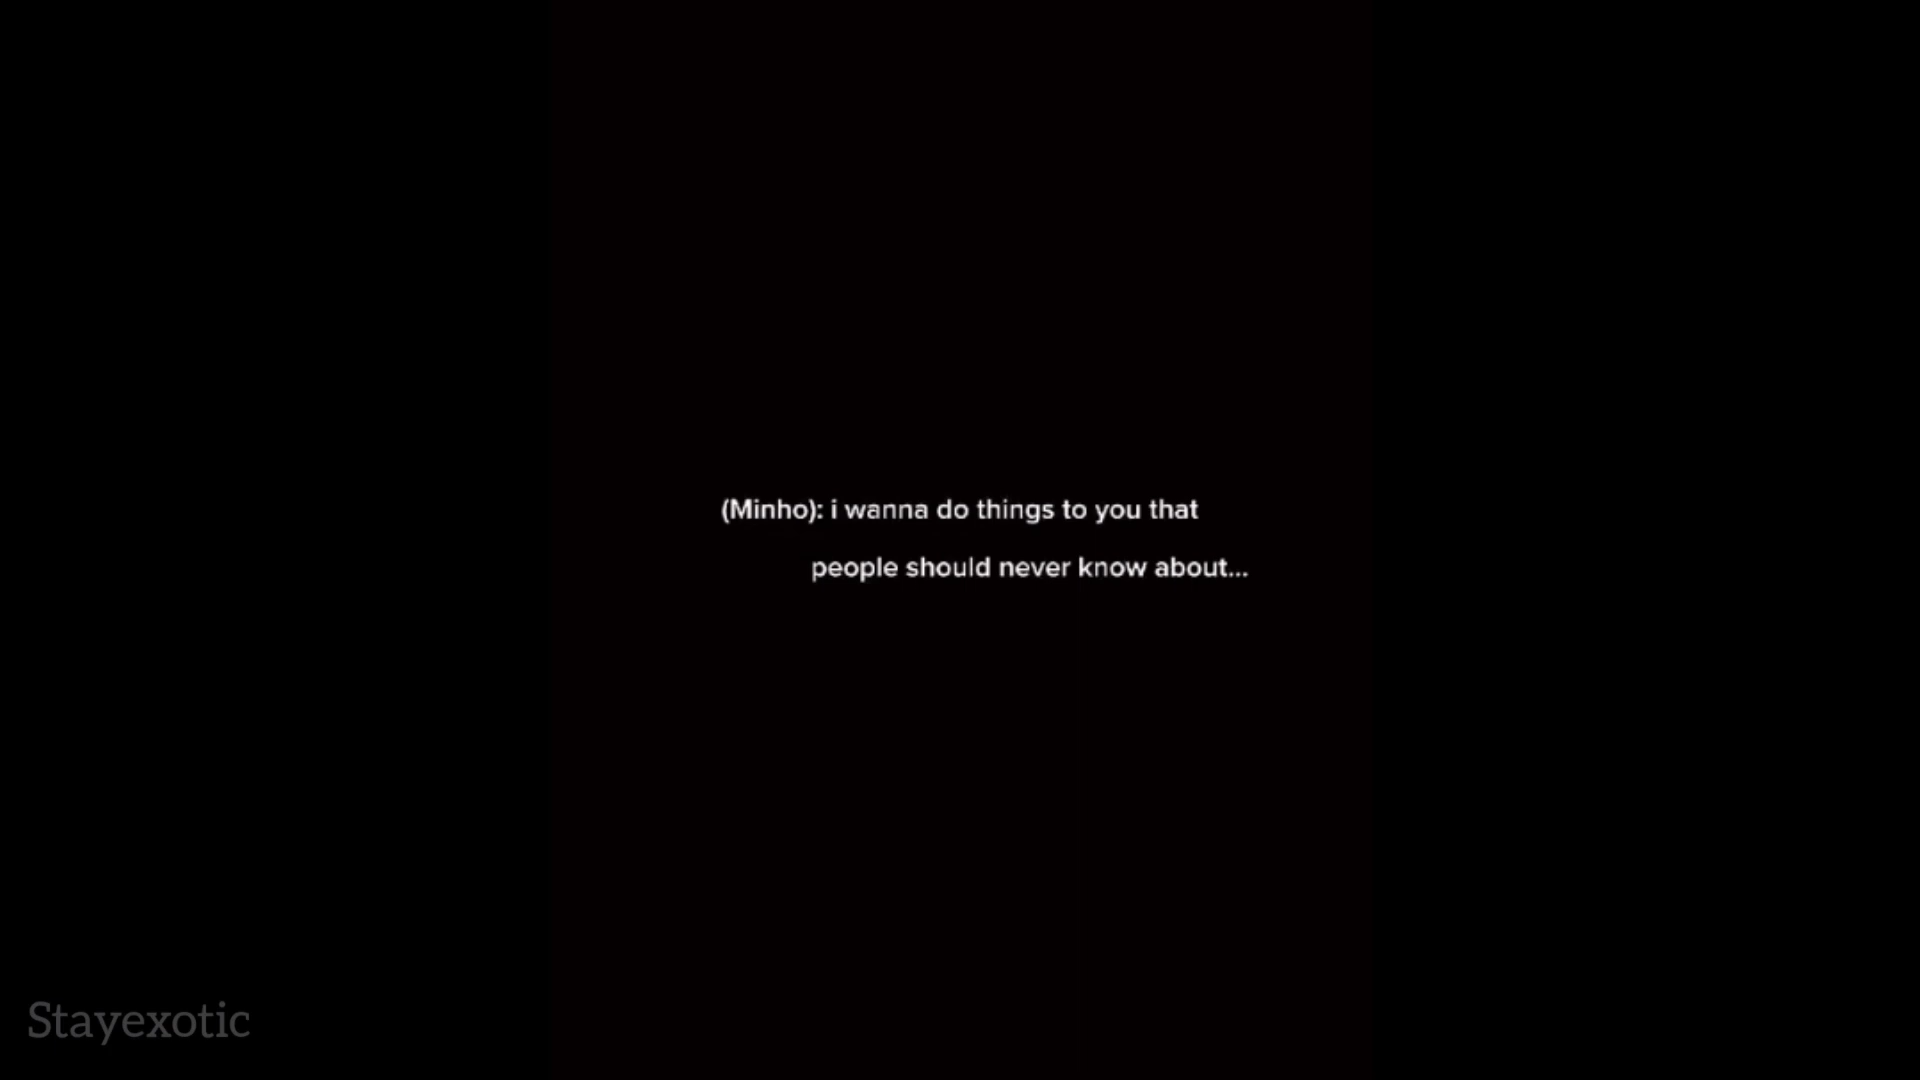 (Minho): i wanna do things to you that
people should never know about...
Stayexotic